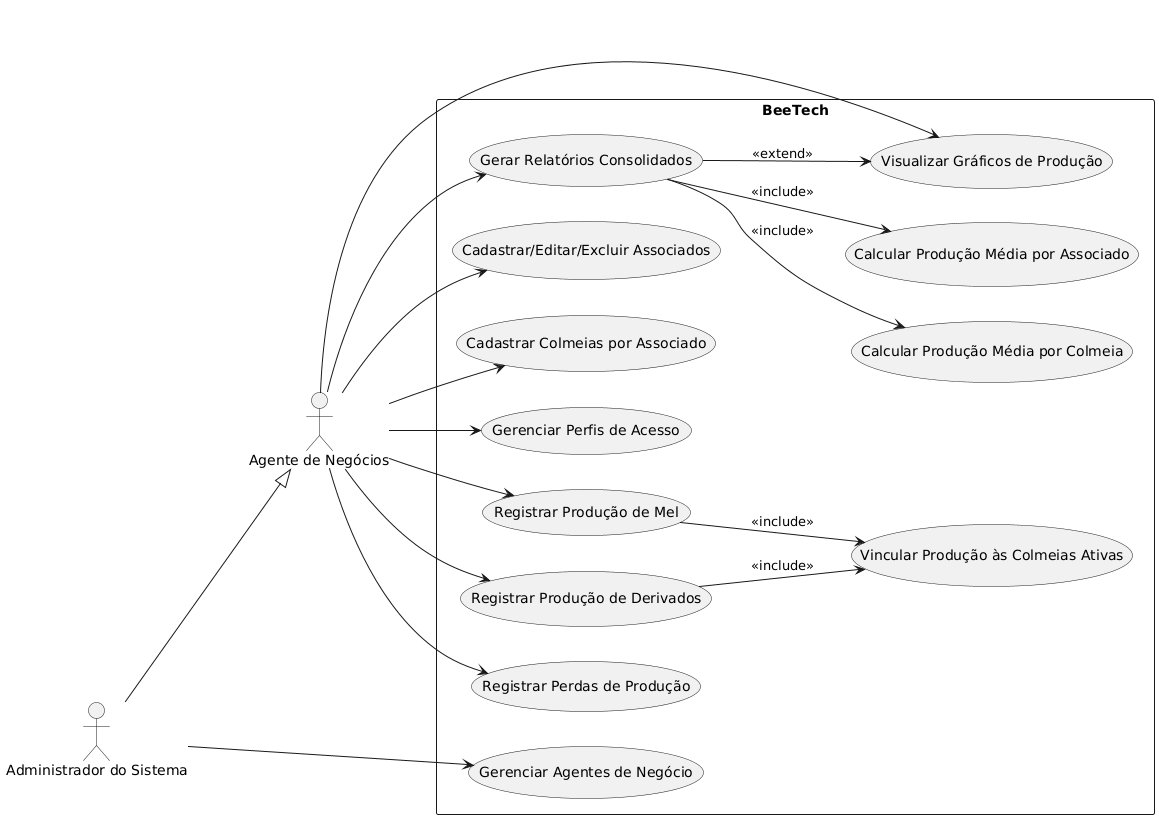 BeeTech
Gerar Relatórios Consolidados
«extend»
Visualizar Gráficos de Produção
«include»
«include»
Cadastrar/Editar/Excluir Associados
Calcular Produção Média por Associado
Cadastrar Colmeias por Associado
Calcular Produção Média por Colmeia
Gerenciar Perfis de Acesso
Agente de Negócios
Registrar Produção de Mel
«include»
Vincular Produção às Colmeias Ativas
«include»
Registrar Produção de Derivados
Registrar Perdas de Produção
Administrador do Sistema
Gerenciar Agentes de Negócio